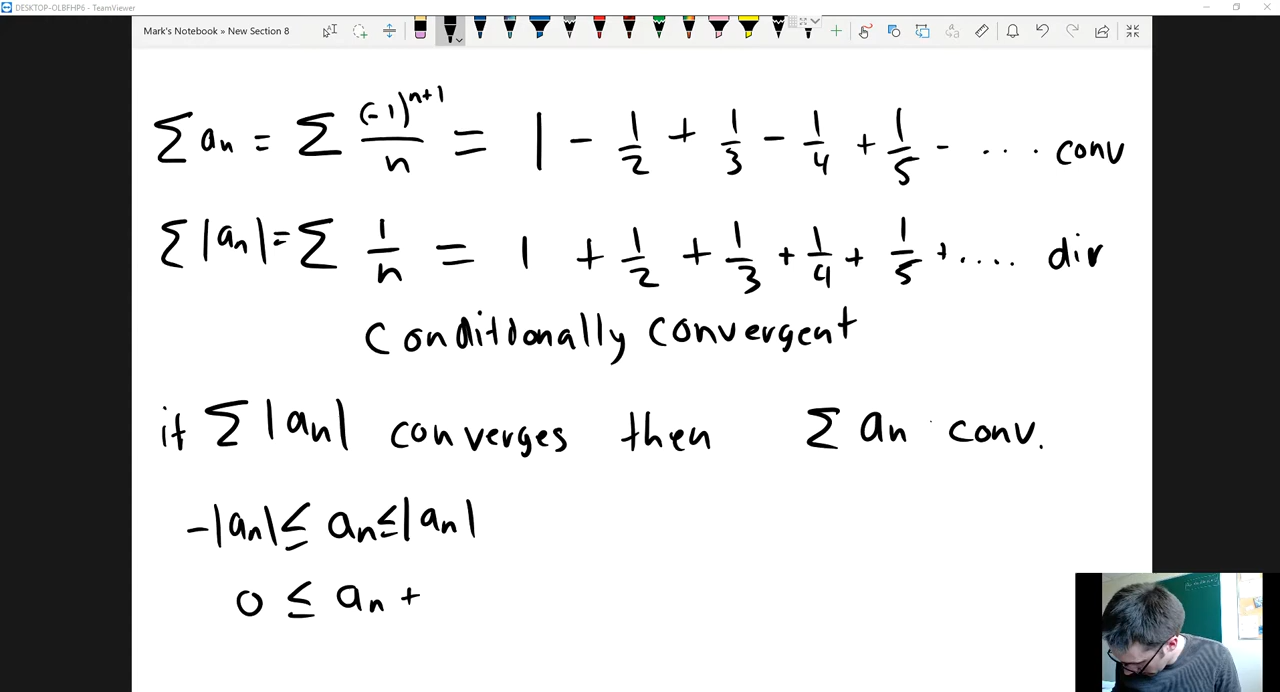 DESKTOP-OLBFHP6 - TeamViewer
Mark's Notebook > New Section 8
Σ an = Σ (-1)^(n+1)/n = 1 - 1/2 + 1/3 - 1/4 + 1/5 - .... conv
Σ |an| = Σ 1/n = 1 + 1/2 + 1/3 + 1/4 + 1/5 + .... div
Conditionally convergent
if Σ |an| converges then Σ an conv.
-|an| ≤ an ≤ |an|
0 ≤ an +